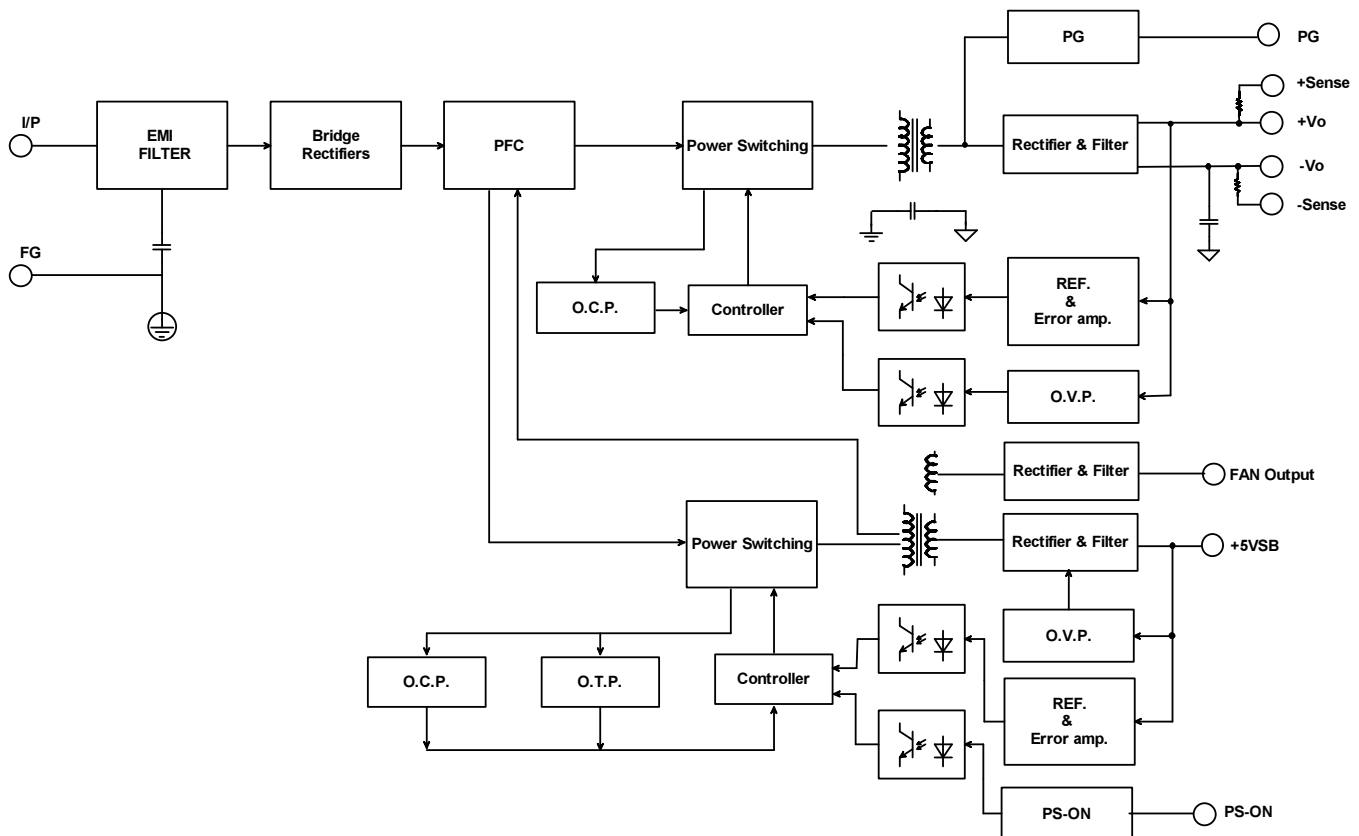 PG
PG
+Sense
I/P
EMI
FILTER
Bridge
Rectifiers
PFC
Power Switching
Rectifier & Filter
+Vo
-Vo
-Sense
FG
O.C.P.
Controller
REF.
&
Error amp.
O.V.P.
Rectifier & Filter
FAN Output
Power Switching
Rectifier & Filter
+5VSB
O.V.P.
O.C.P.
O.T.P.
Controller
REF.
&
Error amp.
PS-ON
PS-ON